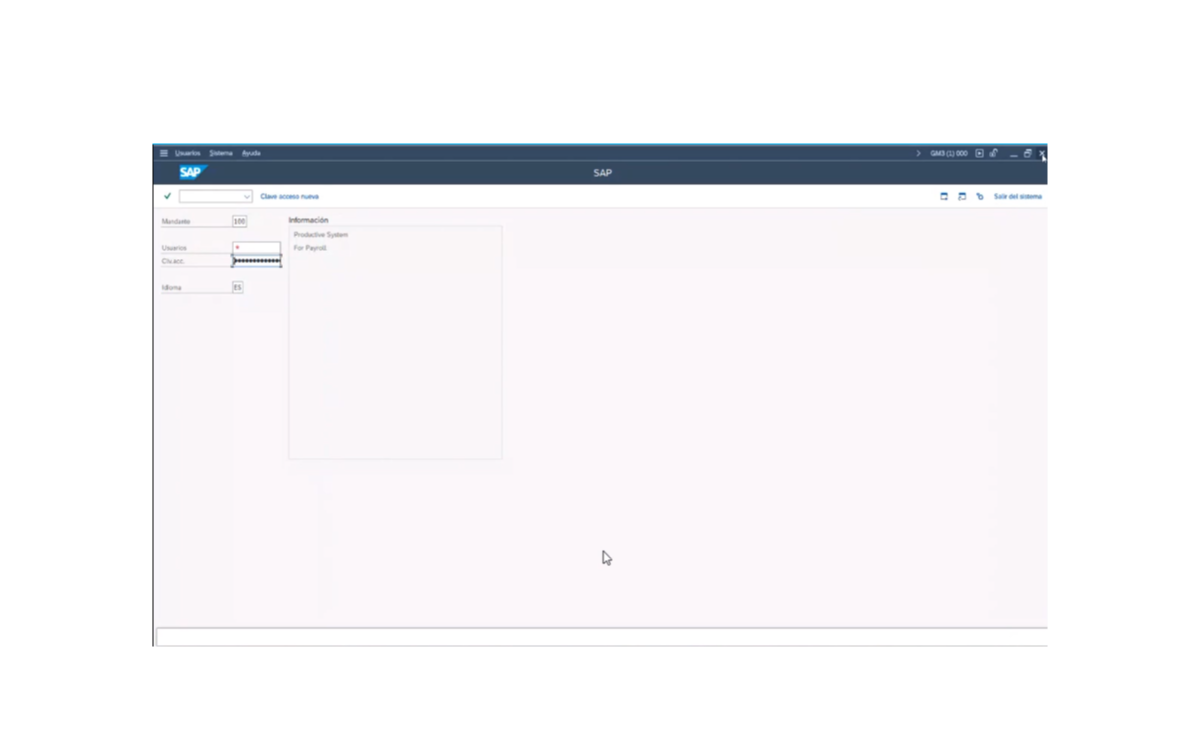 Usuarios Sistema Ayuda
GM3 (1) 000
SAP
SAP
Clave acceso nueva
Salir del sistema
Mandante 100
Información
Productive System
For Payroll
Usuarios *
Clv.acc. ************
Idioma ES